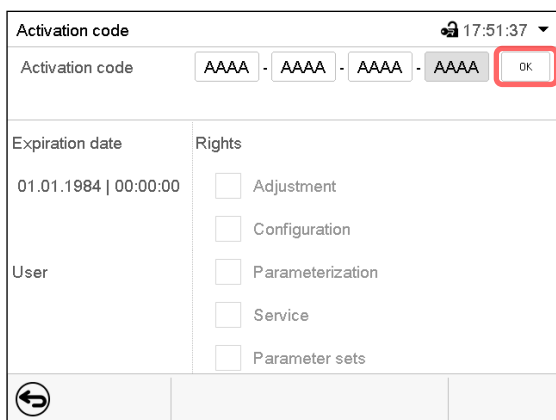 Activation code 17:51:37
Activation code AAAA - AAAA - AAAA - AAAA OK
Expiration date Rights
01.01.1984 | 00:00:00 Adjustment
Configuration
User Parameterization
Service
Parameter sets